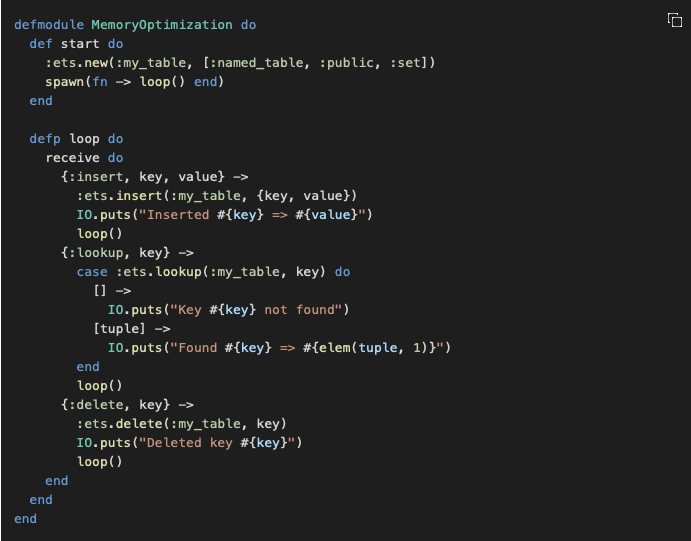 defmodule MemoryOptimization do
  def start do
    :ets.new(:my_table, [:named_table, :public, :set])
    spawn(fn -> loop() end)
  end

  defp loop do
    receive do
      {:insert, key, value} ->
        :ets.insert(:my_table, {key, value})
        IO.puts("Inserted #{key} => #{value}")
        loop()
      {:lookup, key} ->
        case :ets.lookup(:my_table, key) do
          [] ->
            IO.puts("Key #{key} not found")
          [tuple] ->
            IO.puts("Found #{key} => #{elem(tuple, 1)}")
        end
        loop()
      {:delete, key} ->
        :ets.delete(:my_table, key)
        IO.puts("Deleted key #{key}")
        loop()
    end
  end
end